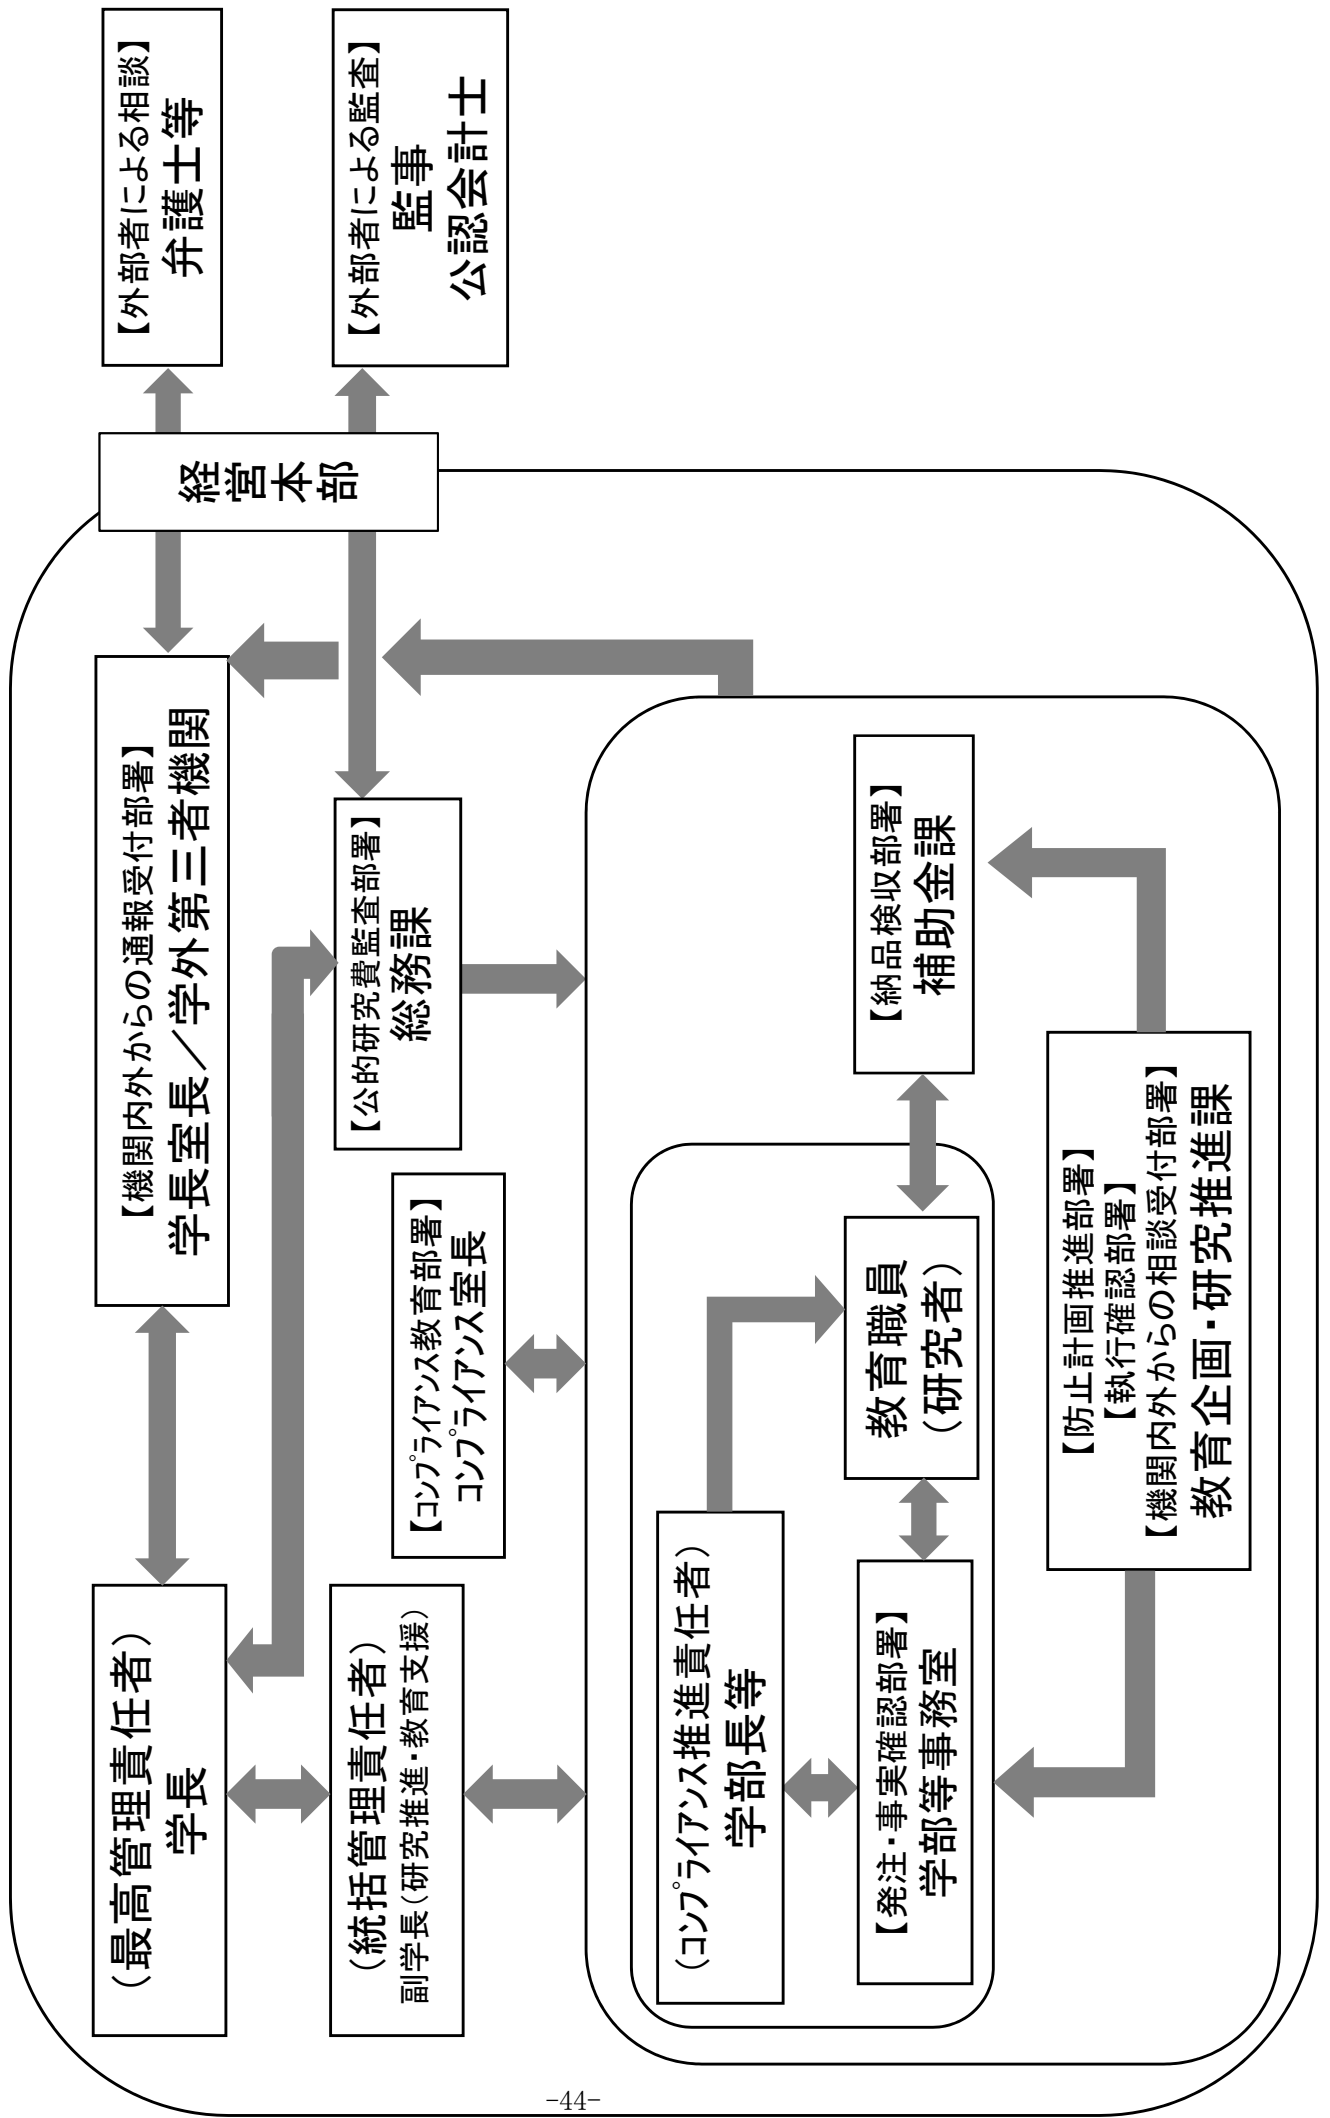 （最高管理責任者）
学長
【機関内外からの通報受付部署】
学長室長／学外第三者機関
経営本部
【外部者による相談】
弁護士等
（統括管理責任者）
副学長（研究推進・教育支援）
【公的研究費監査部署】
総務課
【外部者による監査】
監事
公認会計士
【コンプライアンス教育部署】
コンプライアンス室長
（コンプライアンス推進責任者）
学部長等
【発注・事実確認部署】
学部等事務室
教育職員
（研究者）
【納品検収部署】
補助金課
【防止計画推進部署】
【執行確認部署】
【機関内外からの相談受付部署】
教育企画・研究推進課
-44-